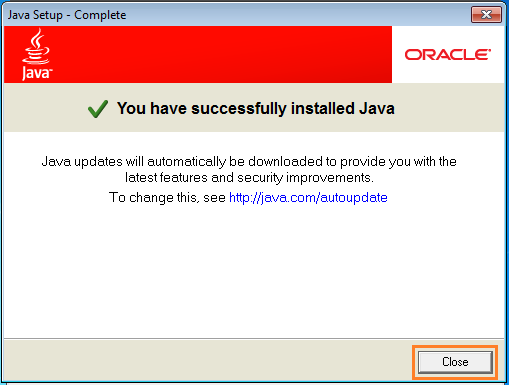 Java Setup - Complete
Java™
ORACLE®
You have successfully installed Java
Java updates will automatically be downloaded to provide you with the
latest features and security improvements.
To change this, see http://java.com/autoupdate
Close